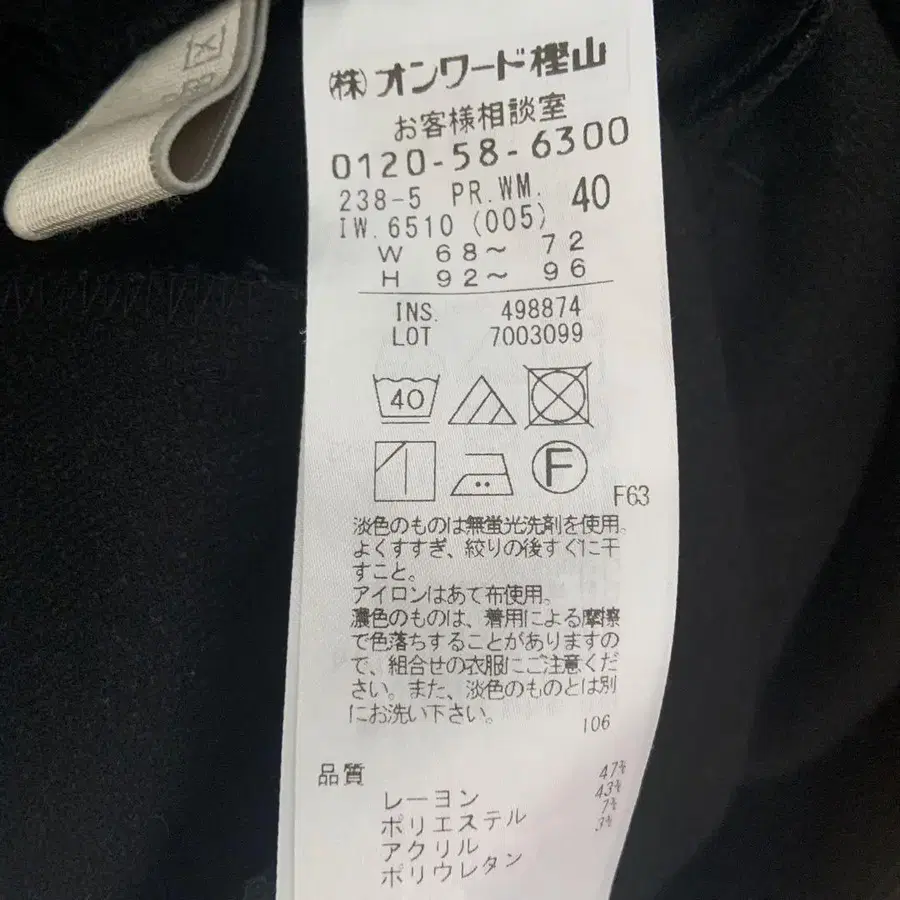 ㈱オンワード樫山
お客様相談室
0120-58-6300
238-5 PR.WM. 40
IW.6510 (005)
W 68～ 72
H 92～ 96
INS. 498874
LOT 7003099
40
F
F63
淡色のものは無蛍光洗剤を使用。
よくすすぎ、絞りの後すぐに干
すこと。
アイロンはあて布使用。
濃色のものは、着用による摩擦
で色落ちすることがありますの
で、組合せの衣服にご注意くだ
さい。また、淡色のものとは別
にお洗い下さい。
106
品質
レーヨン 47%
ポリエステル 43%
アクリル 7%
ポリウレタン 3%